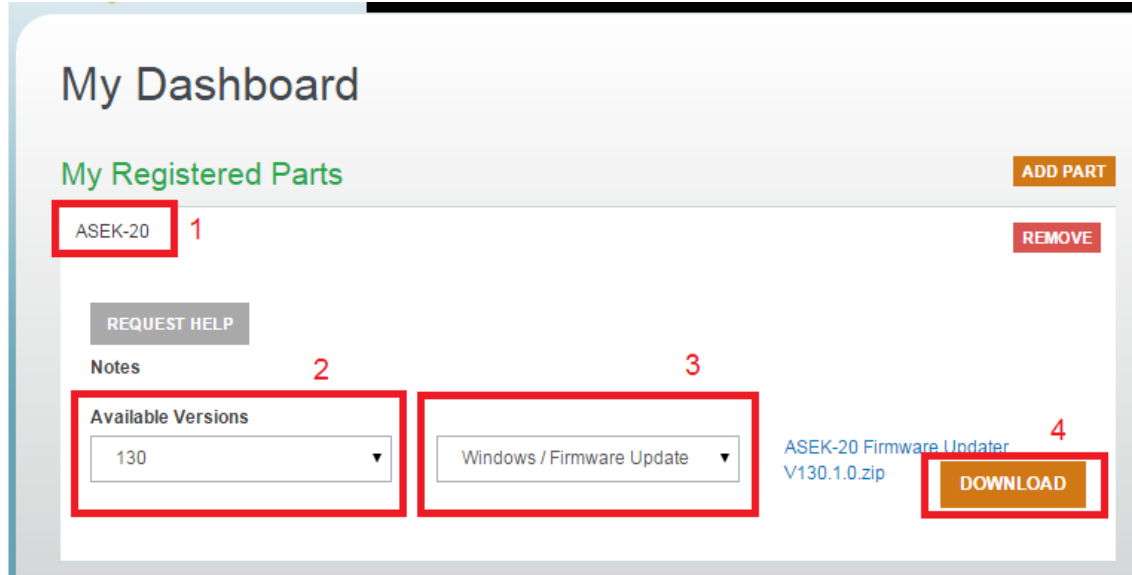 My Dashboard
My Registered Parts
ADD PART
ASEK-20
1
REMOVE
REQUEST HELP
Notes
2
3
Available Versions
130
Windows / Firmware Update
ASEK-20 Firmware Updater
V130.1.0.zip
4
DOWNLOAD